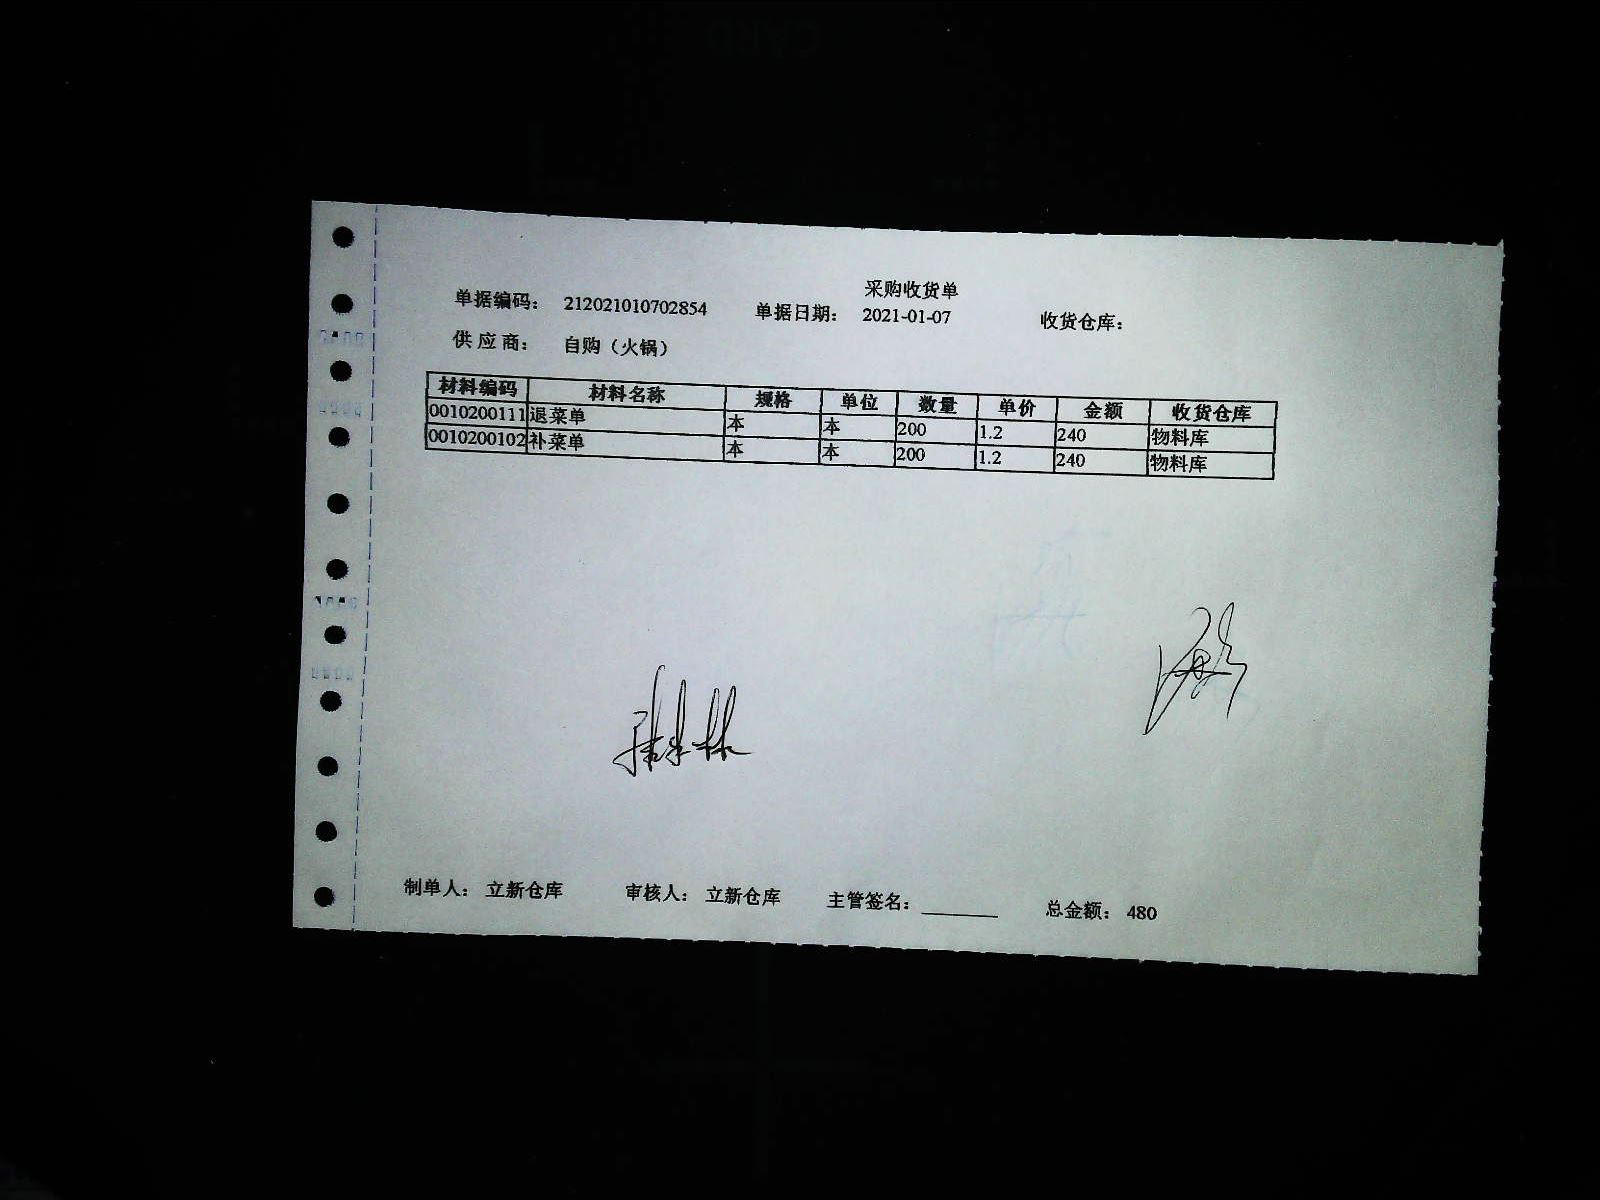 采购收货单
单据编码： 212021010702854 单据日期： 2021-01-07 收货仓库：
供应商： 自购（火锅）
材料编码 材料名称 规格 单位 数量 单价 金额 收货仓库
0010200111 退菜单 本 本 200 1.2 240 物料库
0010200102 补菜单 本 本 200 1.2 240 物料库
制单人： 立新仓库 审核人： 立新仓库 主管签名： ________ 总金额： 480